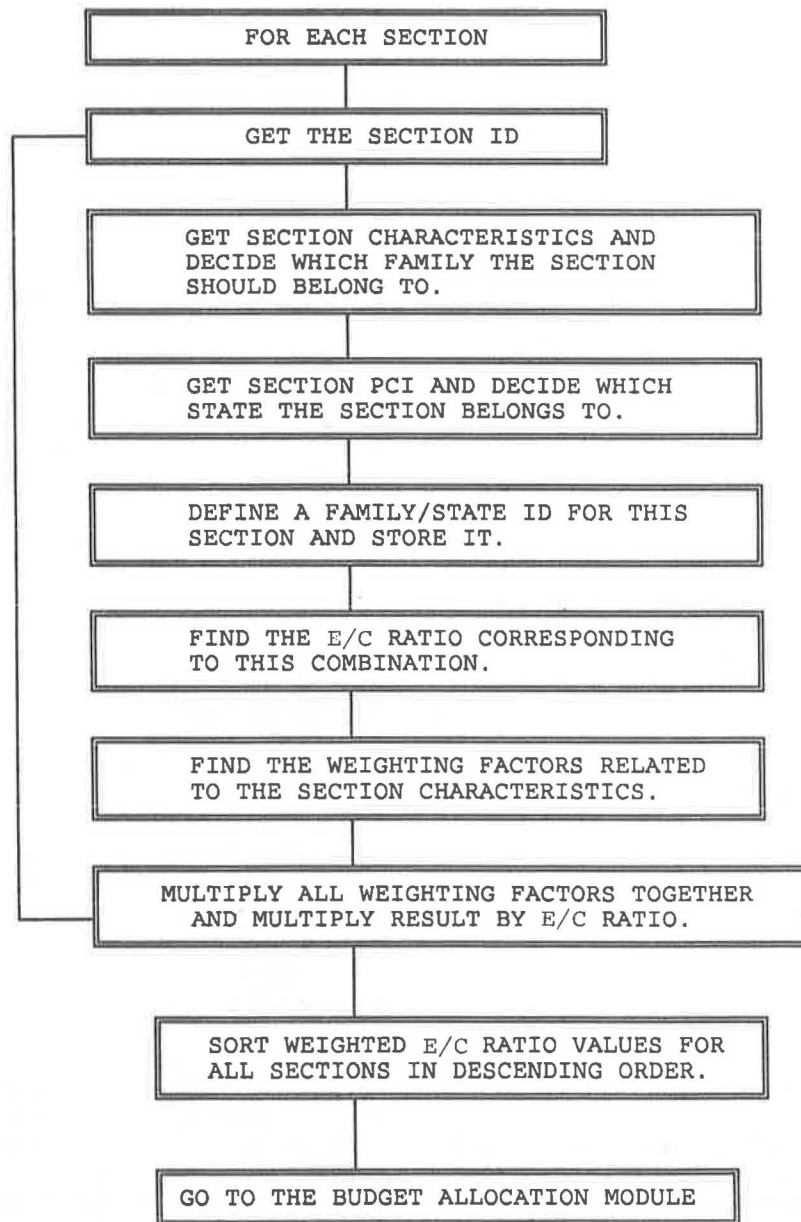 FOR EACH SECTION
GET THE SECTION ID
GET SECTION CHARACTERISTICS AND
DECIDE WHICH FAMILY THE SECTION
SHOULD BELONG TO.
GET SECTION PCI AND DECIDE WHICH
STATE THE SECTION BELONGS TO.
DEFINE A FAMILY/STATE ID FOR THIS
SECTION AND STORE IT.
FIND THE E/C RATIO CORRESPONDING
TO THIS COMBINATION.
FIND THE WEIGHTING FACTORS RELATED
TO THE SECTION CHARACTERISTICS.
MULTIPLY ALL WEIGHTING FACTORS TOGETHER
AND MULTIPLY RESULT BY E/C RATIO.
SORT WEIGHTED E/C RATIO VALUES FOR
ALL SECTIONS IN DESCENDING ORDER.
GO TO THE BUDGET ALLOCATION MODULE